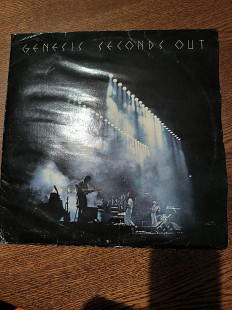 GENESIS SECONDS OUT